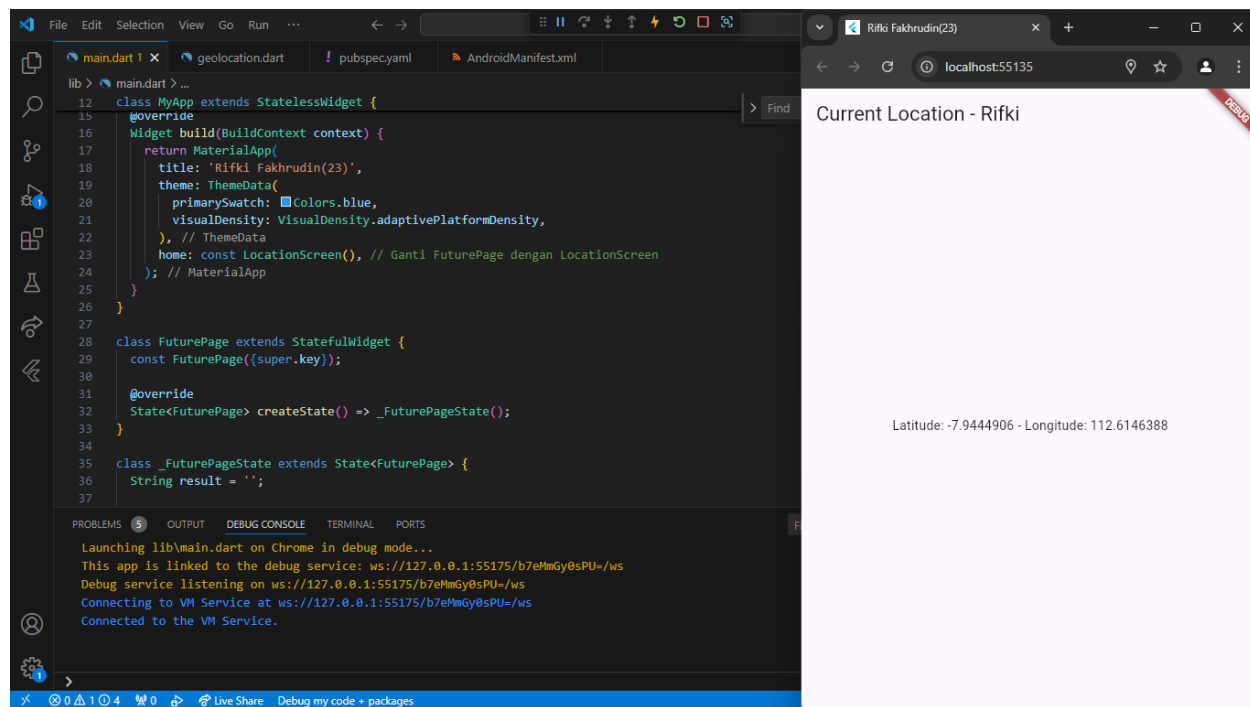 File Edit Selection View Go Run ···
main.dart 1 geolocation.dart ! pubspec.yaml AndroidManifest.xml
lib > main.dart > ...
12 class MyApp extends StatelessWidget {
Find
15 @override
16 Widget build(BuildContext context) {
17 return MaterialApp(
18 title: 'Rifki Fakhrudin(23)',
19 theme: ThemeData(
20 primarySwatch: Colors.blue,
21 visualDensity: VisualDensity.adaptivePlatformDensity,
22 ), // ThemeData
23 home: const LocationScreen(), // Ganti FuturePage dengan LocationScreen
24 ); // MaterialApp
25 }
26 }
27
28 class FuturePage extends StatefulWidget {
29 const FuturePage({super.key});
30
31 @override
32 State<FuturePage> createState() => _FuturePageState();
33 }
34
35 class _FuturePageState extends State<FuturePage> {
36 String result = '';
37
PROBLEMS 5 OUTPUT DEBUG CONSOLE TERMINAL PORTS
Launching lib\main.dart on Chrome in debug mode...
This app is linked to the debug service: ws://127.0.0.1:55175/b7eMmGy0sPU=/ws
Debug service listening on ws://127.0.0.1:55175/b7eMmGy0sPU=/ws
Connecting to VM Service at ws://127.0.0.1:55175/b7eMmGy0sPU=/ws
Connected to the VM Service.
>
1
1
0 1 4 0 Live Share Debug my code + packages
Rifki Fakhrudin(23)
localhost:55135
DEBUG
Current Location - Rifki
Latitude: -7.9444906 - Longitude: 112.6146388